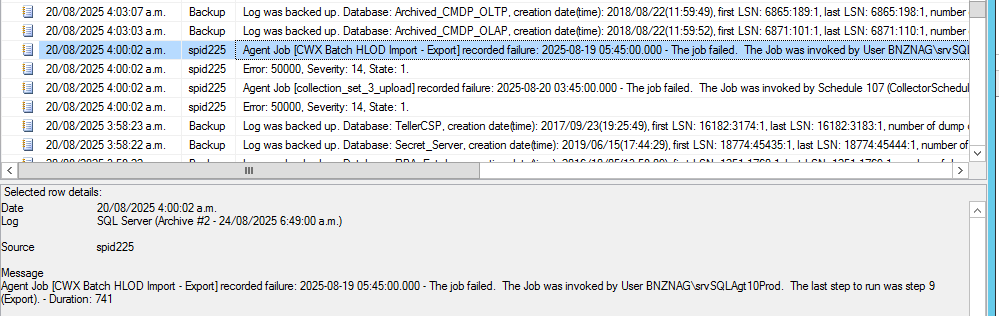 20/08/2025 4:03:07 a.m. Backup Log was backed up. Database: Archived_CMDP_OLTP, creation date(time): 2018/08/22(11:59:49), first LSN: 6865:189:1, last LSN: 6865:198:1, number
20/08/2025 4:03:03 a.m. Backup Log was backed up. Database: Archived_CMDP_OLAP, creation date(time): 2018/08/22(11:59:52), first LSN: 6871:101:1, last LSN: 6871:110:1, number
20/08/2025 4:00:02 a.m. spid225 Agent Job [CWX Batch HLOD Import - Export] recorded failure: 2025-08-19 05:45:00.000 - The job failed. The Job was invoked by User BNZNAG\srvSQL
20/08/2025 4:00:02 a.m. spid225 Error: 50000, Severity: 14, State: 1.
20/08/2025 4:00:02 a.m. spid225 Agent Job [collection_set_3_upload] recorded failure: 2025-08-20 03:45:00.000 - The job failed. The Job was invoked by Schedule 107 (CollectorSchedul
20/08/2025 4:00:02 a.m. spid225 Error: 50000, Severity: 14, State: 1.
20/08/2025 3:58:23 a.m. Backup Log was backed up. Database: TellerCSP, creation date(time): 2017/09/23(19:25:49), first LSN: 16182:3174:1, last LSN: 16182:3183:1, number of dump
20/08/2025 3:58:22 a.m. Backup Log was backed up. Database: Secret_Server, creation date(time): 2019/06/15(17:44:29), first LSN: 18774:45435:1, last LSN: 18774:45444:1, number of
Selected row details:
Date 20/08/2025 4:00:02 a.m.
Log SQL Server (Archive #2 - 24/08/2025 6:49:00 a.m.)
Source spid225
Message
Agent Job [CWX Batch HLOD Import - Export] recorded failure: 2025-08-19 05:45:00.000 - The job failed. The Job was invoked by User BNZNAG\srvSQLAgt10Prod. The last step to run was step 9
(Export). - Duration: 741